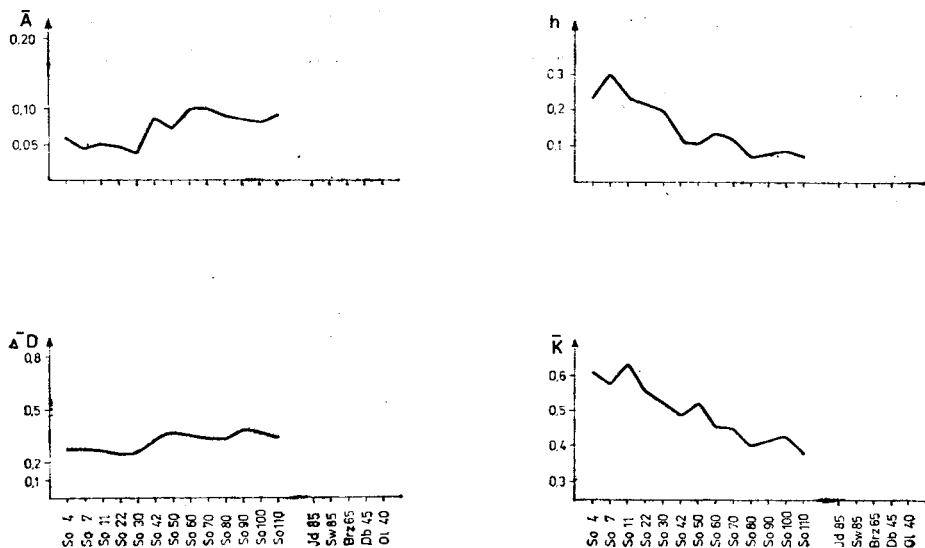 Ā
0,20
0,10
0,05
h
0.3
0.2
0.1
Δ̄D
0,8
0,5
0,2
0,1
So 4
So 7
So 11
So 22
So 30
So 42
So 50
So 60
So 70
So 80
So 90
So 100
So 110
Jd 85
Sw 85
Brz 65
Db 45
Ol 40
K̄
0,6
0,5
0,4
0,3
So 4
So 7
So 11
So 22
So 30
So 42
So 50
So 60
So 70
So 80
So 90
So 100
So 110
Jd 85
Sw 85
Brz 65
Db 45
Ol 40